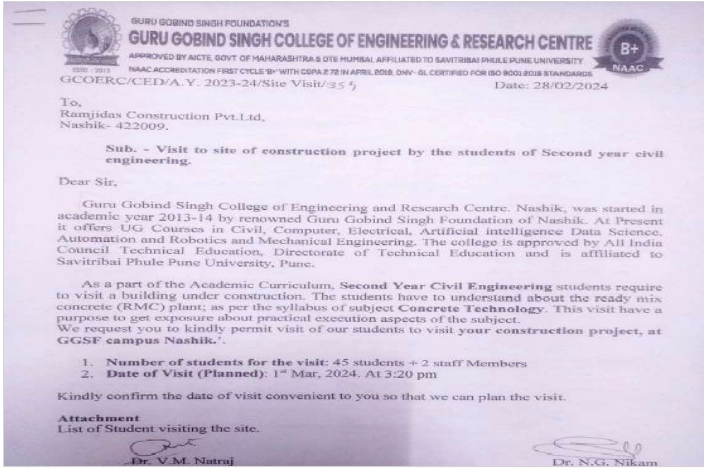 GURU GOBIND SINGH FOUNDATION'S
GURU GOBIND SINGH COLLEGE OF ENGINEERING & RESEARCH CENTRE
APPROVED BY AICTE, GOVT OF MAHARASHTRA & DTE MUMBAI, AFFILIATED TO SAVITRIBAI PHULE PUNE UNIVERSITY
NAAC ACCREDITATION FIRST CYCLE 'B+' WITH CGPA 2.72 IN APRIL 2019, DNV-GL CERTIFIED FOR ISO 9001:2015 STANDARDS
B+
NAAC
ESTD - 2013
GCOERC/CED/A.Y. 2023-24/Site Visit/
Date: 28/02/2024
To,
Ramjidas Construction Pvt.Ltd,
Nashik- 422009.
Sub. - Visit to site of construction project by the students of Second year civil
engineering.
Dear Sir,
Guru Gobind Singh College of Engineering and Research Centre. Nashik, was started in
academic year 2013-14 by renowned Guru Gobind Singh Foundation of Nashik. At Present
it offers UG Courses in Civil, Computer, Electrical, Artificial intelligence Data Science,
Automation and Robotics and Mechanical Engineering. The college is approved by All India
Council Technical Education, Directorate of Technical Education and is affiliated to
Savitribai Phule Pune University, Pune.
As a part of the Academic Curriculum, Second Year Civil Engineering students require
to visit a building under construction. The students have to understand about the ready mix
concrete (RMC) plant; as per the syllabus of subject Concrete Technology. This visit have a
purpose to get exposure about practical execution aspects of the subject.
We request you to kindly permit visit of our students to visit your construction project, at
GGSF campus Nashik.'.
1. Number of students for the visit: 45 students + 2 staff Members
2. Date of Visit (Planned): 1st Mar, 2024. At 3:20 pm
Kindly confirm the date of visit convenient to you so that we can plan the visit.
Attachment
List of Student visiting the site.
Dr. V.M. Natraj
Dr. N.G. Nikam